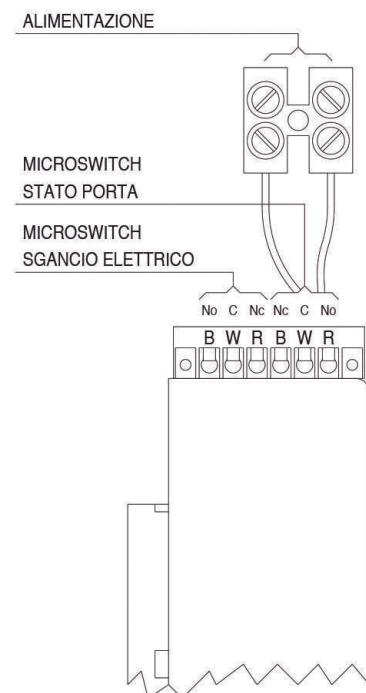 ALIMENTAZIONE
MICROSWITCH
STATO PORTA
MICROSWITCH
SGANCIO ELETTRICO
No C Nc Nc C No
B W R B W R